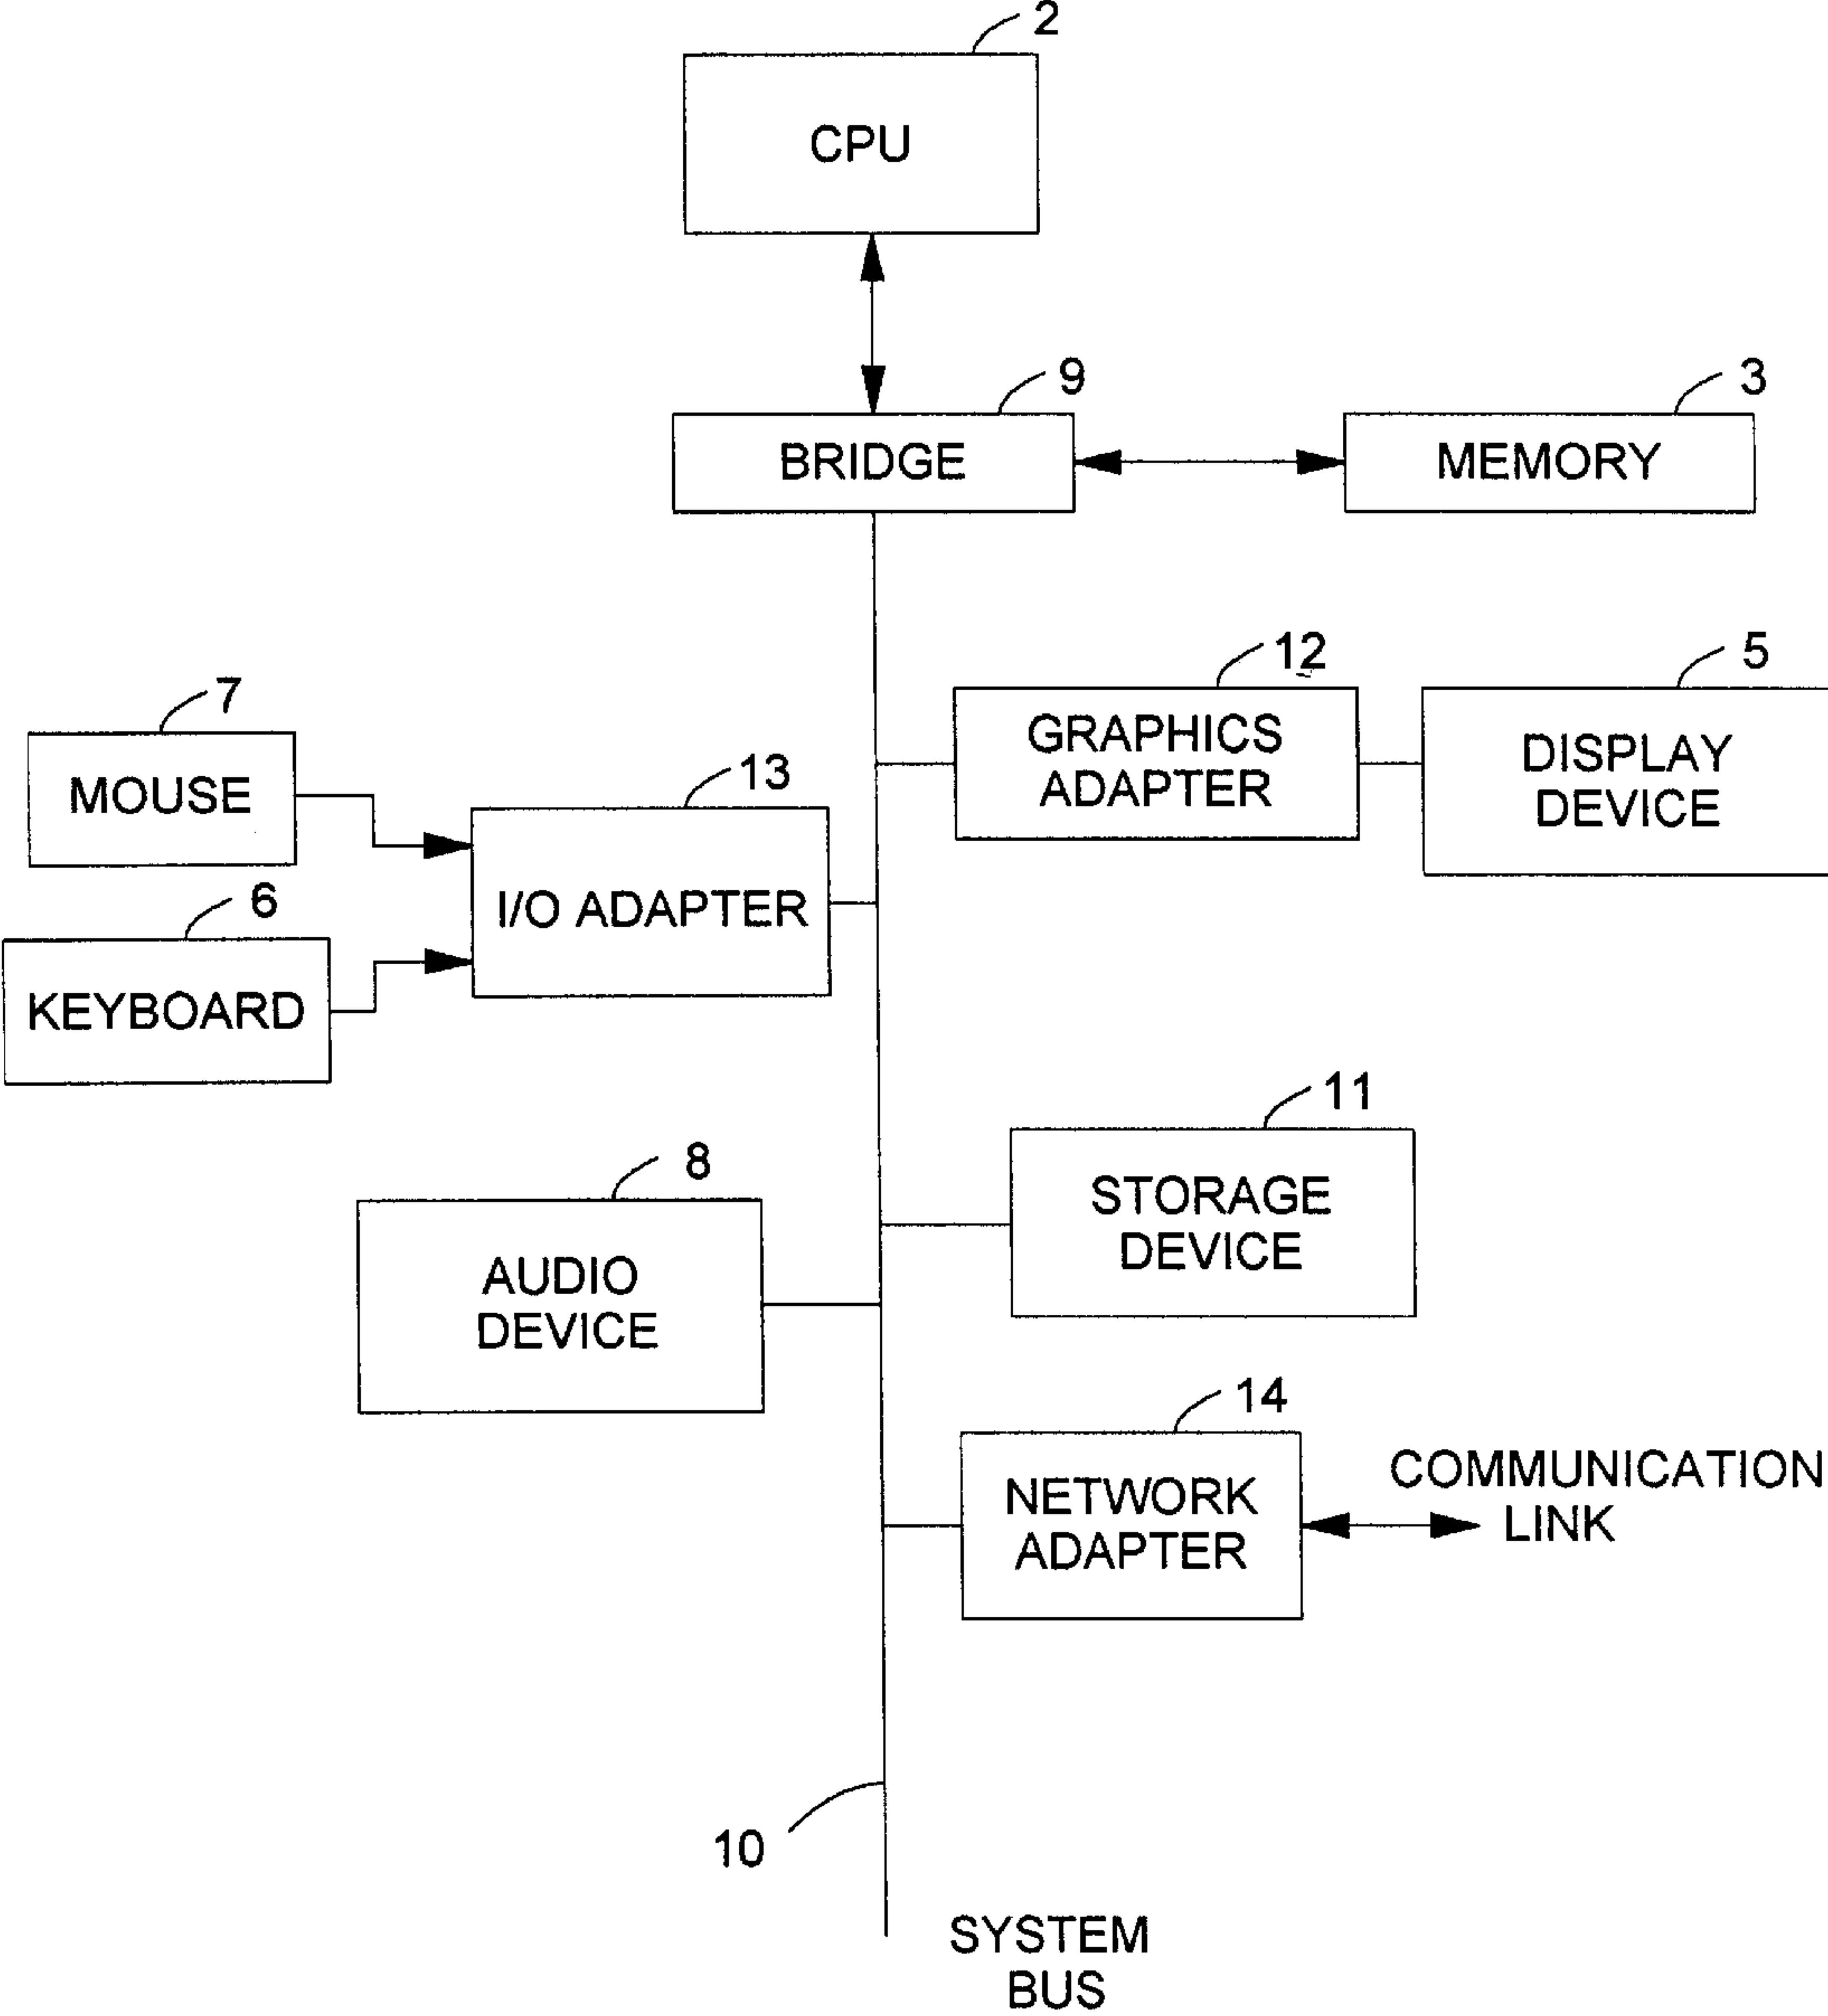 2
CPU
9
3
BRIDGE
MEMORY
12
5
7
GRAPHICS
ADAPTER
DISPLAY
DEVICE
13
MOUSE
6
I/O ADAPTER
KEYBOARD
11
8
STORAGE
DEVICE
AUDIO
DEVICE
14
COMMUNICATION
LINK
NETWORK
ADAPTER
10
SYSTEM
BUS